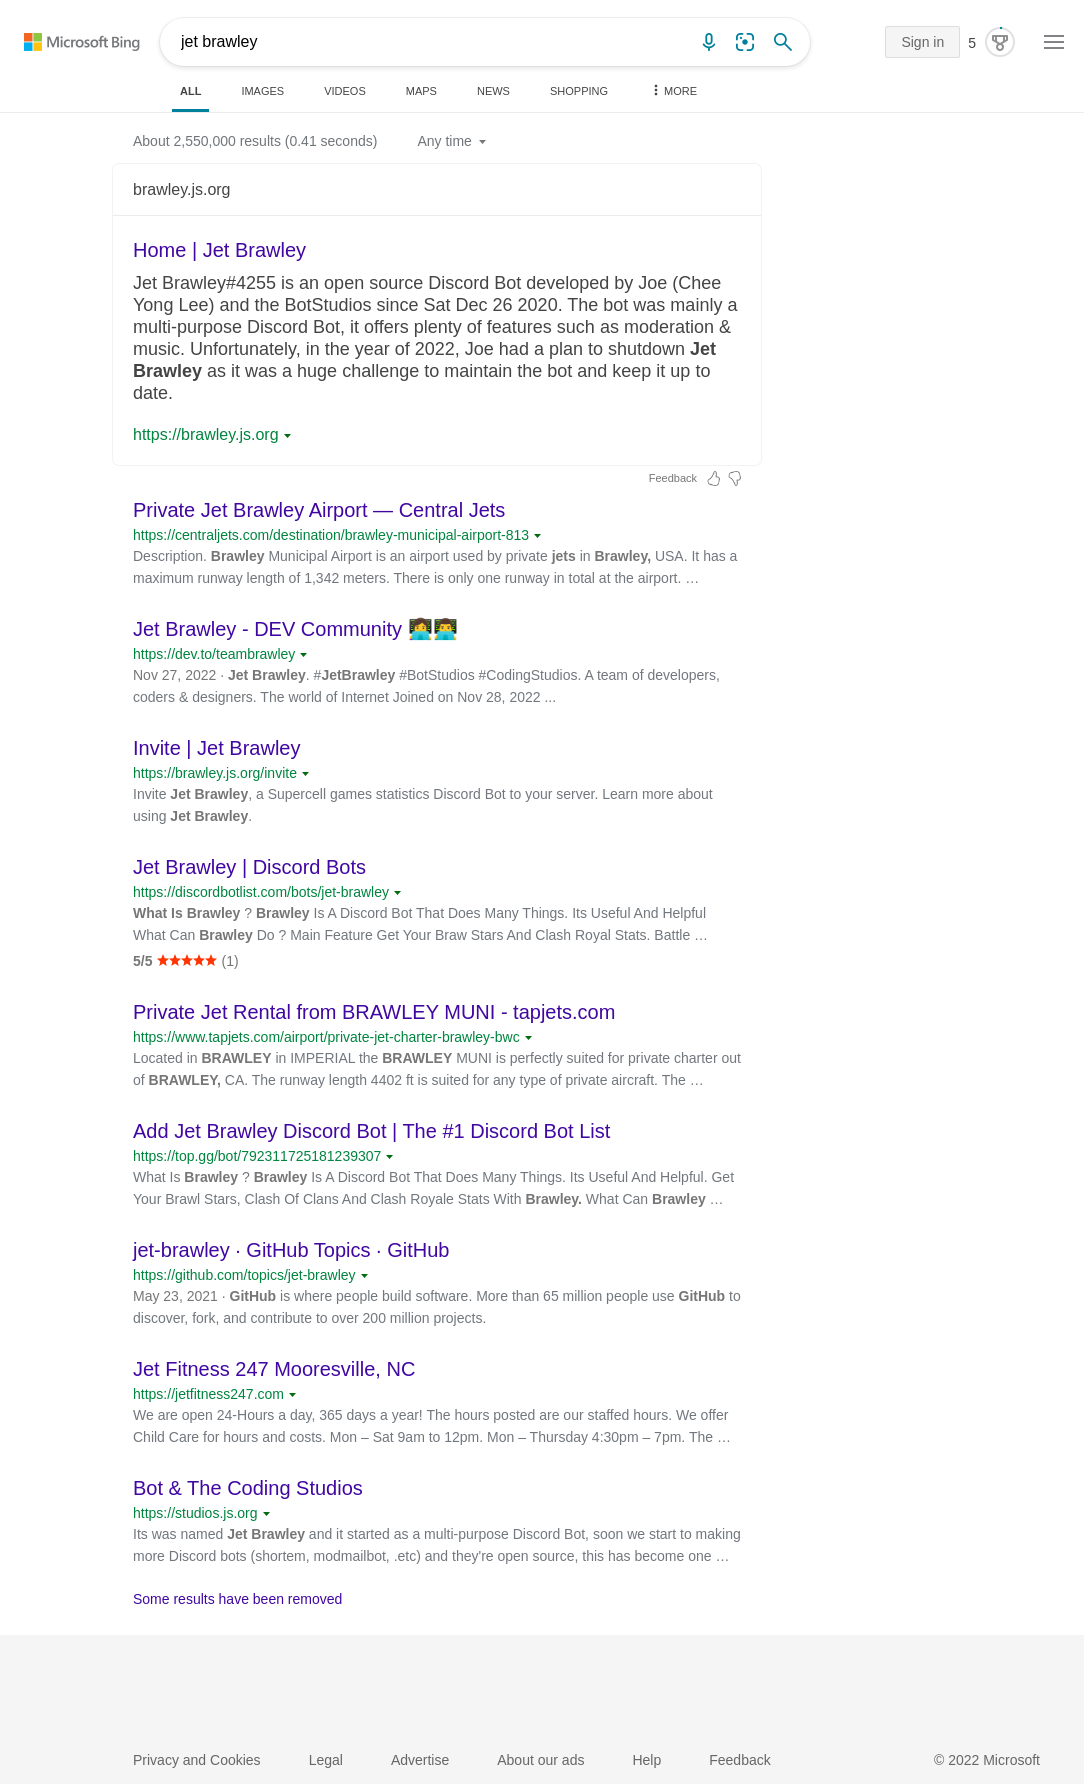 Microsoft Bing
jet brawley
Sign in
5
ALL
IMAGES
VIDEOS
MAPS
NEWS
SHOPPING
MORE
About 2,550,000 results (0.41 seconds)
Any time
brawley.js.org
Home | Jet Brawley
Jet Brawley#4255 is an open source Discord Bot developed by Joe (Chee
Yong Lee) and the BotStudios since Sat Dec 26 2020. The bot was mainly a
multi-purpose Discord Bot, it offers plenty of features such as moderation &
music. Unfortunately, in the year of 2022, Joe had a plan to shutdown Jet
Brawley as it was a huge challenge to maintain the bot and keep it up to
date.
https://brawley.js.org
Feedback
Private Jet Brawley Airport — Central Jets
https://centraljets.com/destination/brawley-municipal-airport-813
Description. Brawley Municipal Airport is an airport used by private jets in Brawley, USA. It has a
maximum runway length of 1,342 meters. There is only one runway in total at the airport. …
Jet Brawley - DEV Community 👩‍💻👨‍💻
https://dev.to/teambrawley
Nov 27, 2022 · Jet Brawley. #JetBrawley #BotStudios #CodingStudios. A team of developers,
coders & designers. The world of Internet Joined on Nov 28, 2022 ...
Invite | Jet Brawley
https://brawley.js.org/invite
Invite Jet Brawley, a Supercell games statistics Discord Bot to your server. Learn more about
using Jet Brawley.
Jet Brawley | Discord Bots
https://discordbotlist.com/bots/jet-brawley
What Is Brawley ? Brawley Is A Discord Bot That Does Many Things. Its Useful And Helpful
What Can Brawley Do ? Main Feature Get Your Braw Stars And Clash Royal Stats. Battle …
5/5 ★★★★★ (1)
Private Jet Rental from BRAWLEY MUNI - tapjets.com
https://www.tapjets.com/airport/private-jet-charter-brawley-bwc
Located in BRAWLEY in IMPERIAL the BRAWLEY MUNI is perfectly suited for private charter out
of BRAWLEY, CA. The runway length 4402 ft is suited for any type of private aircraft. The …
Add Jet Brawley Discord Bot | The #1 Discord Bot List
https://top.gg/bot/792311725181239307
What Is Brawley ? Brawley Is A Discord Bot That Does Many Things. Its Useful And Helpful. Get
Your Brawl Stars, Clash Of Clans And Clash Royale Stats With Brawley. What Can Brawley …
jet-brawley · GitHub Topics · GitHub
https://github.com/topics/jet-brawley
May 23, 2021 · GitHub is where people build software. More than 65 million people use GitHub to
discover, fork, and contribute to over 200 million projects.
Jet Fitness 247 Mooresville, NC
https://jetfitness247.com
We are open 24-Hours a day, 365 days a year! The hours posted are our staffed hours. We offer
Child Care for hours and costs. Mon – Sat 9am to 12pm. Mon – Thursday 4:30pm – 7pm. The …
Bot & The Coding Studios
https://studios.js.org
Its was named Jet Brawley and it started as a multi-purpose Discord Bot, soon we start to making
more Discord bots (shortem, modmailbot, .etc) and they're open source, this has become one …
Some results have been removed
Privacy and Cookies
Legal
Advertise
About our ads
Help
Feedback
© 2022 Microsoft